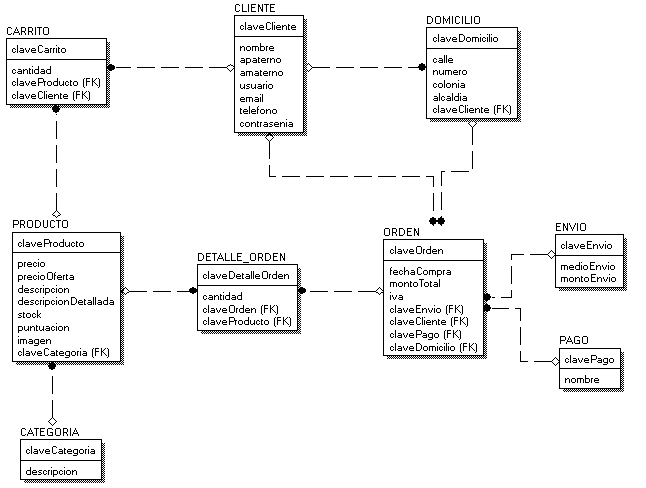 CARRITO
claveCarrito
cantidad
claveProducto (FK)
claveCliente (FK)
CLIENTE
claveCliente
nombre
apaterno
amaterno
usuario
email
telefono
contrasenia
DOMICILIO
claveDomicilio
calle
numero
colonia
alcaldia
claveCliente (FK)
PRODUCTO
claveProducto
precio
precioOferta
descripcion
descripcionDetallada
stock
puntuacion
imagen
claveCategoria (FK)
DETALLE_ORDEN
claveDetalleOrden
cantidad
claveOrden (FK)
claveProducto (FK)
ORDEN
claveOrden
fechaCompra
montoTotal
iva
claveEnvio (FK)
claveCliente (FK)
clavePago (FK)
claveDomicilio (FK)
ENVIO
claveEnvio
medioEnvio
montoEnvio
PAGO
clavePago
nombre
CATEGORIA
claveCategoria
descripcion